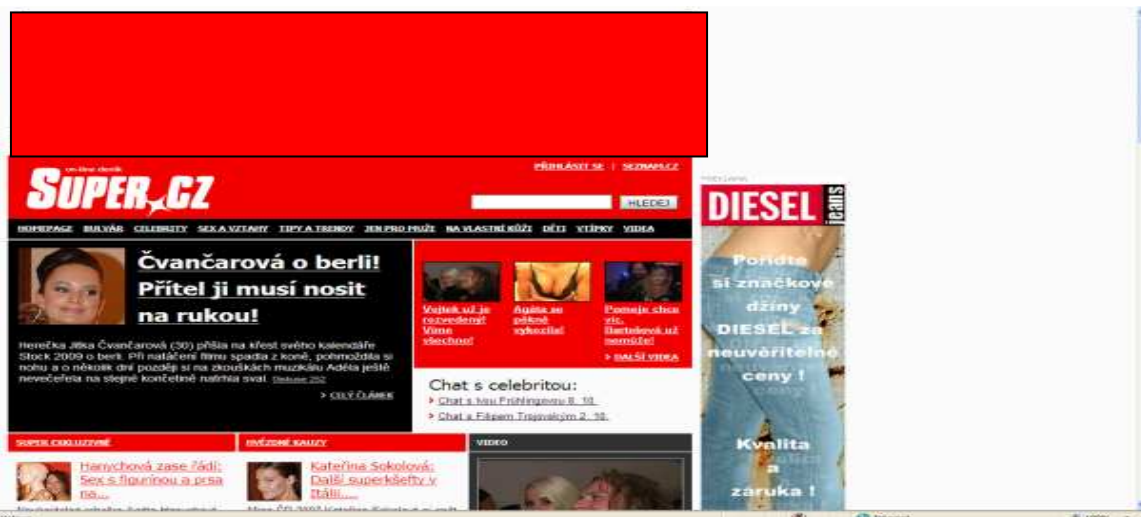 on-line deník
SUPER.CZ
PŘIHLÁSIT SE | SEZNAM.CZ
HLEDEJ
HOMEPAGE BULVÁR CELEBRITY SEX A VZTAHY TIPY A TRENDY JEN PRO MUŽE NA VLASTNÍ KŮŽI DĚTI VTÍPKY VIDEA
Čvančarová o berli!
Přítel ji musí nosit
na rukou!
Herečka Jitka Čvančarová (30) přišla na křest svého kalendáře
Stock 2009 o berli. Při natáčení filmu spadla z koně, pohmoždila si
nohu a o několik dní později si na zkouškách muzikálu Adéla ještě
nevečeřela na stejné končetině natrhla sval.
> CELÝ ČLÁNEK
Vojtek už je
rozvedený!
Víme
všechno!
Agáta se
pěkně
vykozila!
Pomeje chce
víc.
Bartošová už
nemůže!
> DALŠÍ VIDEA
Chat s celebritou:
> Chat s Ivou Frühlingovou 8. 10.
> Chat s Filipem Trojovským 2. 10.
SUPER EXKLUZIVNĚ
HVĚZDNÉ KAUZY
VIDEO
Hanychová zase řádí:
Sex s figurínou a prsa
na...
Kateřina Sokolová:
Další superkšefty v
Itálii....
REKLAMA
DIESEL jeans
Pořiďte
si značkové
džíny
DIESEL za
neuvěřitelné
ceny !
Kvalita
a
záruka !